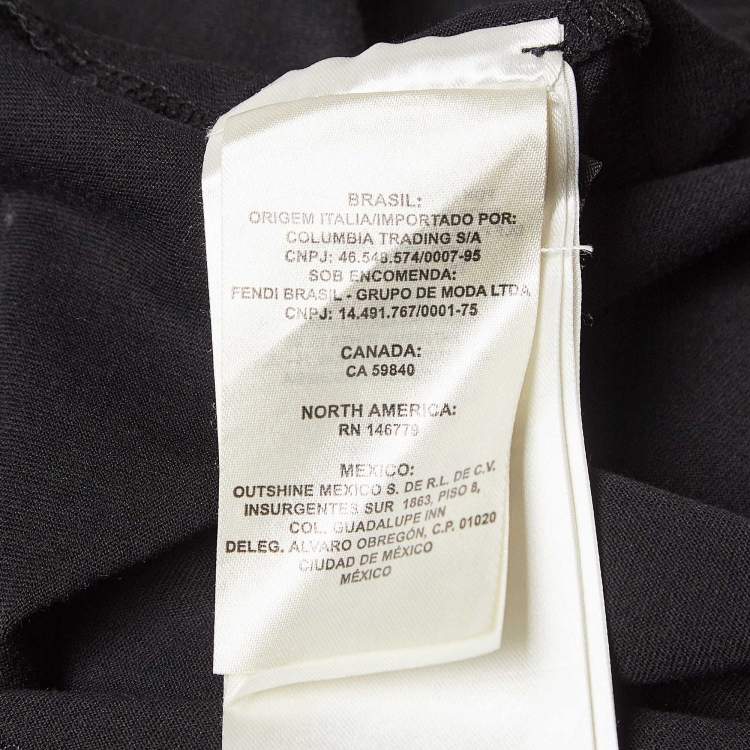 BRASIL:
ORIGEM ITALIA/IMPORTADO POR:
COLUMBIA TRADING S/A
CNPJ: 46.548.574/0007-95
SOB ENCOMENDA:
FENDI BRASIL - GRUPO DE MODA LTDA
CNPJ: 14.491.767/0001-75
CANADA:
CA 59840
NORTH AMERICA:
RN 146779
MEXICO:
OUTSHINE MEXICO S. DE R.L. DE C.V.
INSURGENTES SUR 1863, PISO 8,
COL. GUADALUPE INN
DELEG. ALVARO OBREGÓN, C.P. 01020
CIUDAD DE MÉXICO
MÉXICO